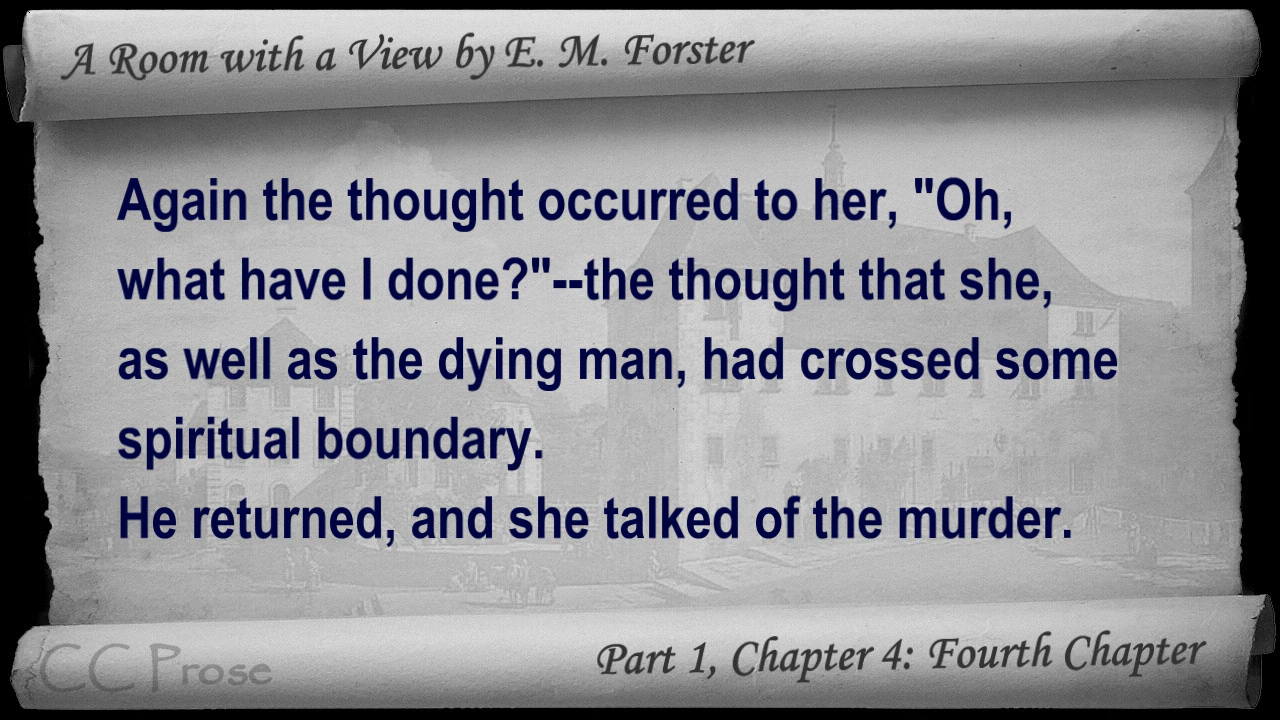 A Room with a View by E. M. Forster
Again the thought occurred to her, "Oh,
what have I done?"--the thought that she,
as well as the dying man, had crossed some
spiritual boundary.
He returned, and she talked of the murder.
CC Prose
Part 1, Chapter 4: Fourth Chapter